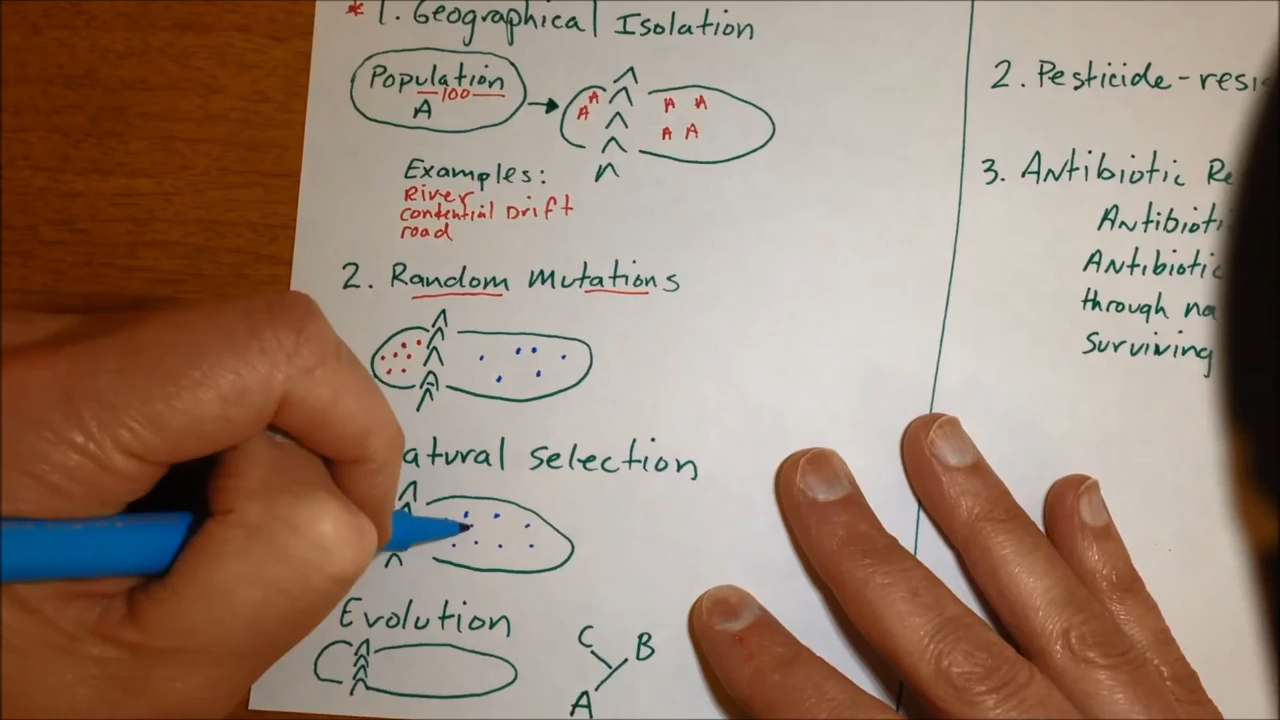 * 1. Geographical Isolation
Population
100
A
A A A A
A A
Examples:
River
contential Drift
road
2. Random Mutations
atural selection
Evolution
C B
A
2. Pesticide-resis
3. Antibiotic Re
Antibioti
Antibiotic
through na
Surviving